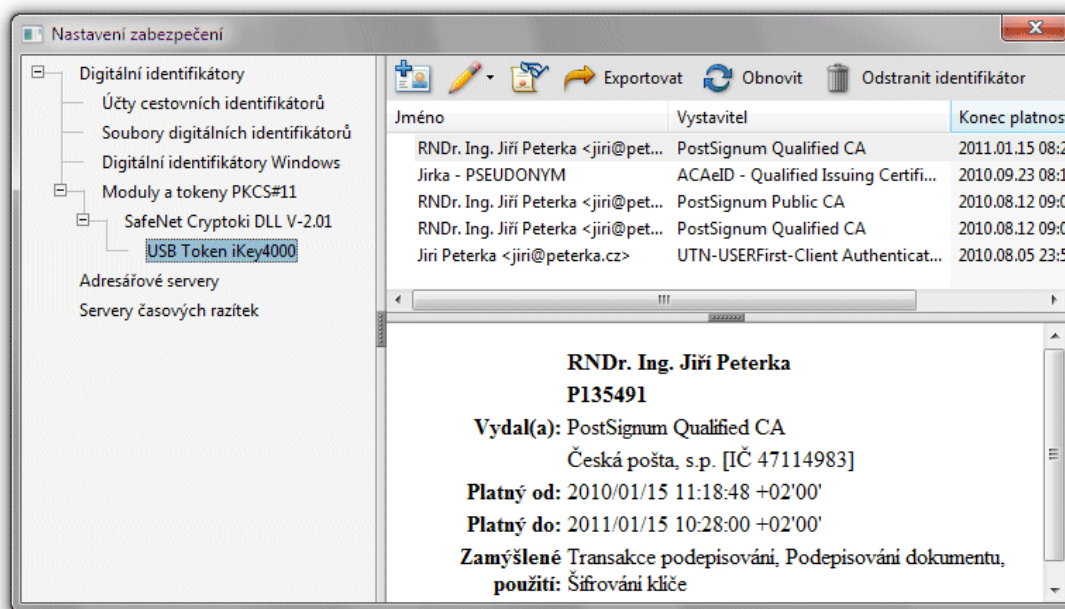 Nastavení zabezpečení
Digitální identifikátory
Účty cestovních identifikátorů
Soubory digitálních identifikátorů
Digitální identifikátory Windows
Moduly a tokeny PKCS#11
SafeNet Cryptoki DLL V-2.01
USB Token iKey4000
Adresářové servery
Servery časových razítek
Exportovat Obnovit Odstranit identifikátor
Jméno Vystavitel Konec platnost
RNDr. Ing. Jiří Peterka <jiri@pet... PostSignum Qualified CA 2011.01.15 08:2
Jirka - PSEUDONYM ACAeID - Qualified Issuing Certifi... 2010.09.23 08:1
RNDr. Ing. Jiří Peterka <jiri@pet... PostSignum Public CA 2010.08.12 09:0
RNDr. Ing. Jiří Peterka <jiri@pet... PostSignum Qualified CA 2010.08.12 09:0
Jiri Peterka <jiri@peterka.cz> UTN-USERFirst-Client Authenticat... 2010.08.05 23:5
RNDr. Ing. Jiří Peterka
P135491
Vydal(a): PostSignum Qualified CA
Česká pošta, s.p. [IČ 47114983]
Platný od: 2010/01/15 11:18:48 +02'00'
Platný do: 2011/01/15 10:28:00 +02'00'
Zamýšlené Transakce podepisování, Podepisování dokumentu,
použití: Šifrování klíče